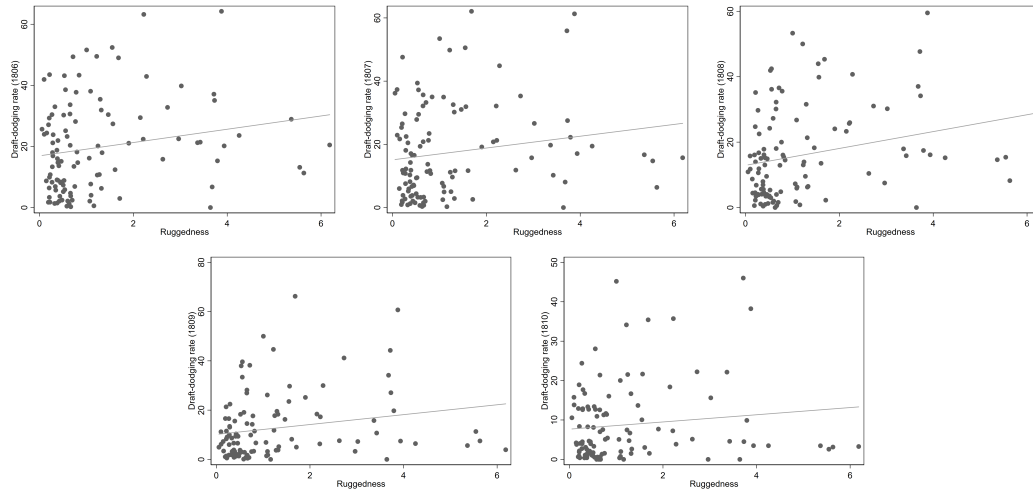 60
40
20
0
Draft-dodging rate (1806)
0 2 4 6
Ruggedness
60
40
20
0
Draft-dodging rate (1807)
0 2 4 6
Ruggedness
60
40
20
0
Draft-dodging rate (1808)
0 2 4 6
Ruggedness
80
60
40
20
0
Draft-dodging rate (1809)
0 2 4 6
Ruggedness
50
40
30
20
10
0
Draft-dodging rate (1810)
0 2 4 6
Ruggedness